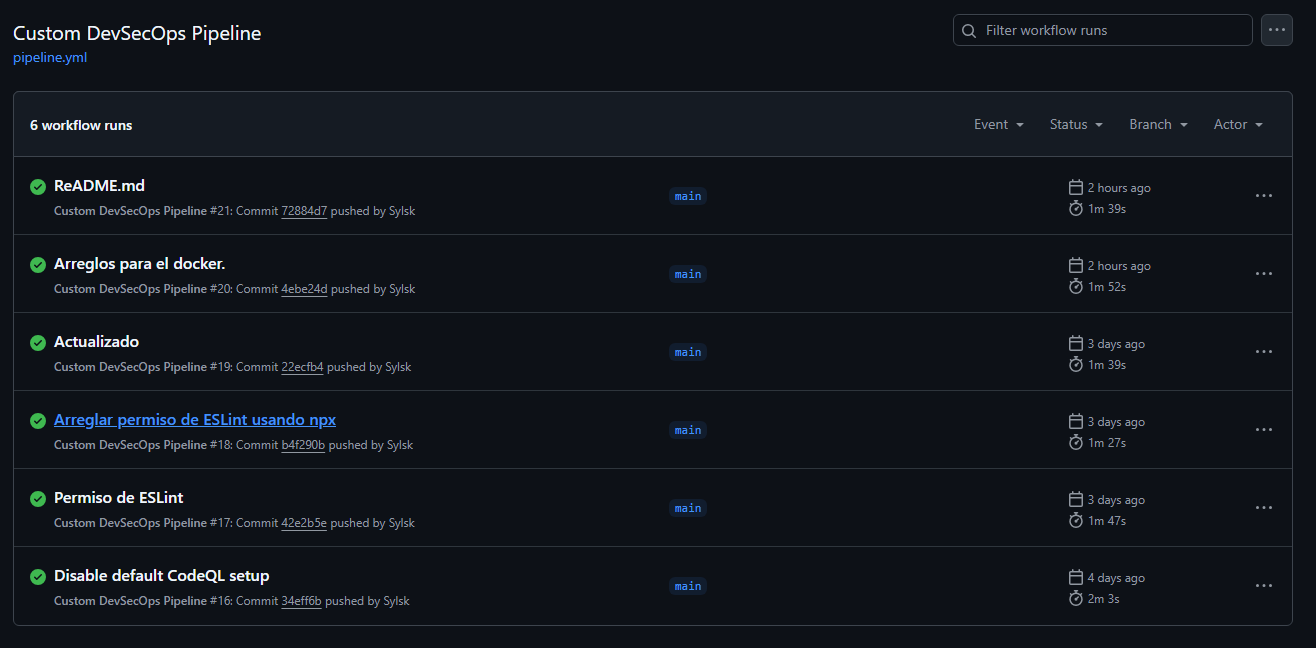 Custom DevSecOps Pipeline
pipeline.yml
Filter workflow runs
6 workflow runs
Event Status Branch Actor
ReADME.md
Custom DevSecOps Pipeline #21: Commit 72884d7 pushed by Sylsk
main
2 hours ago
1m 39s
Arreglos para el docker.
Custom DevSecOps Pipeline #20: Commit 4ebe24d pushed by Sylsk
main
2 hours ago
1m 52s
Actualizado
Custom DevSecOps Pipeline #19: Commit 22ecfb4 pushed by Sylsk
main
3 days ago
1m 39s
Arreglar permiso de ESLint usando npx
Custom DevSecOps Pipeline #18: Commit b4f290b pushed by Sylsk
main
3 days ago
1m 27s
Permiso de ESLint
Custom DevSecOps Pipeline #17: Commit 42e2b5e pushed by Sylsk
main
3 days ago
1m 47s
Disable default CodeQL setup
Custom DevSecOps Pipeline #16: Commit 34eff6b pushed by Sylsk
main
4 days ago
2m 3s